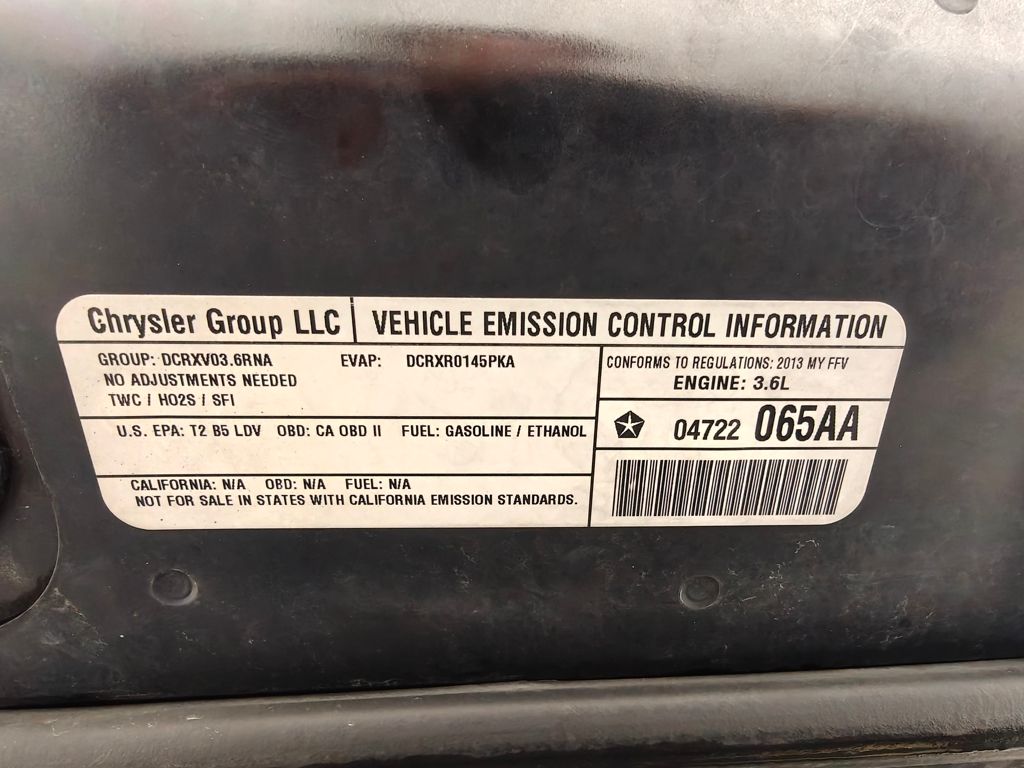 Chrysler Group LLC VEHICLE EMISSION CONTROL INFORMATION
GROUP: DCRXV03.6RNA EVAP: DCRXR0145PKA
NO ADJUSTMENTS NEEDED
TWC / HO2S / SFI
CONFORMS TO REGULATIONS: 2013 MY FFV
ENGINE: 3.6L
U.S. EPA: T2 B5 LDV OBD: CA OBD II FUEL: GASOLINE / ETHANOL
04722 065AA
CALIFORNIA: N/A OBD: N/A FUEL: N/A
NOT FOR SALE IN STATES WITH CALIFORNIA EMISSION STANDARDS.